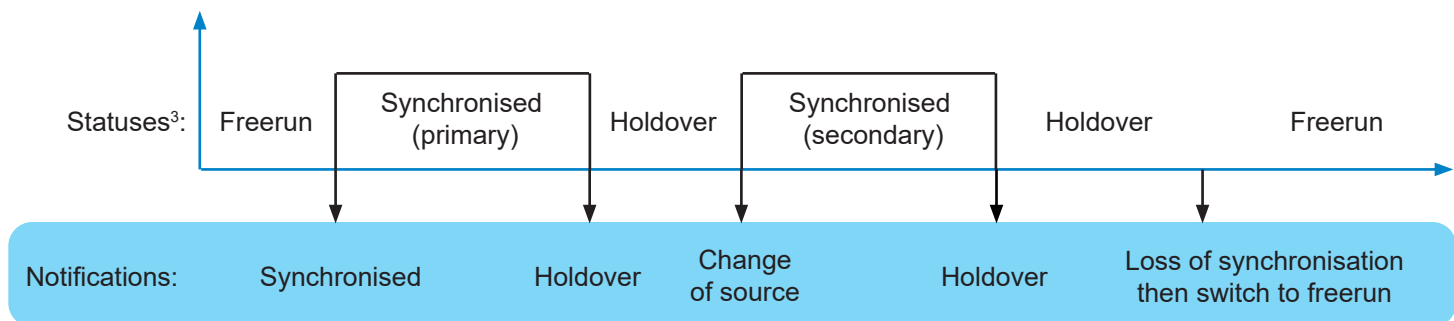 Statuses³: Freerun Synchronised (primary) Holdover Synchronised (secondary) Holdover Freerun
Notifications: Synchronised Holdover Change of source Holdover Loss of synchronisation then switch to freerun